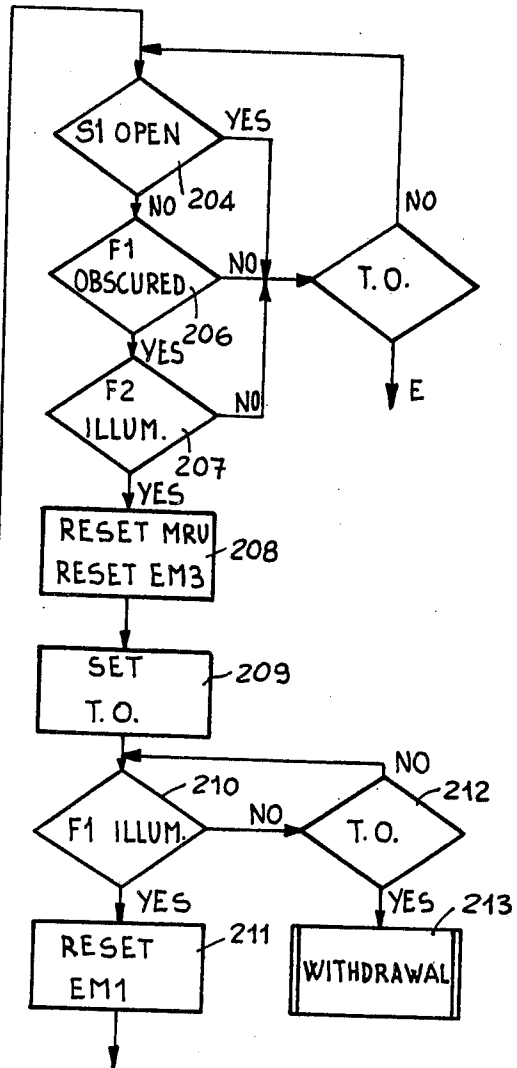 S1 OPEN
YES
204
NO
NO
F1
OBSCURED
NO
T.O.
206
YES
E
F2
ILLUM.
NO
207
YES
RESET MRU
RESET EM3
208
SET
T.O.
209
NO
210
212
F1 ILLUM.
NO
T.O.
YES
YES
213
211
RESET
EM1
WITHDRAWAL